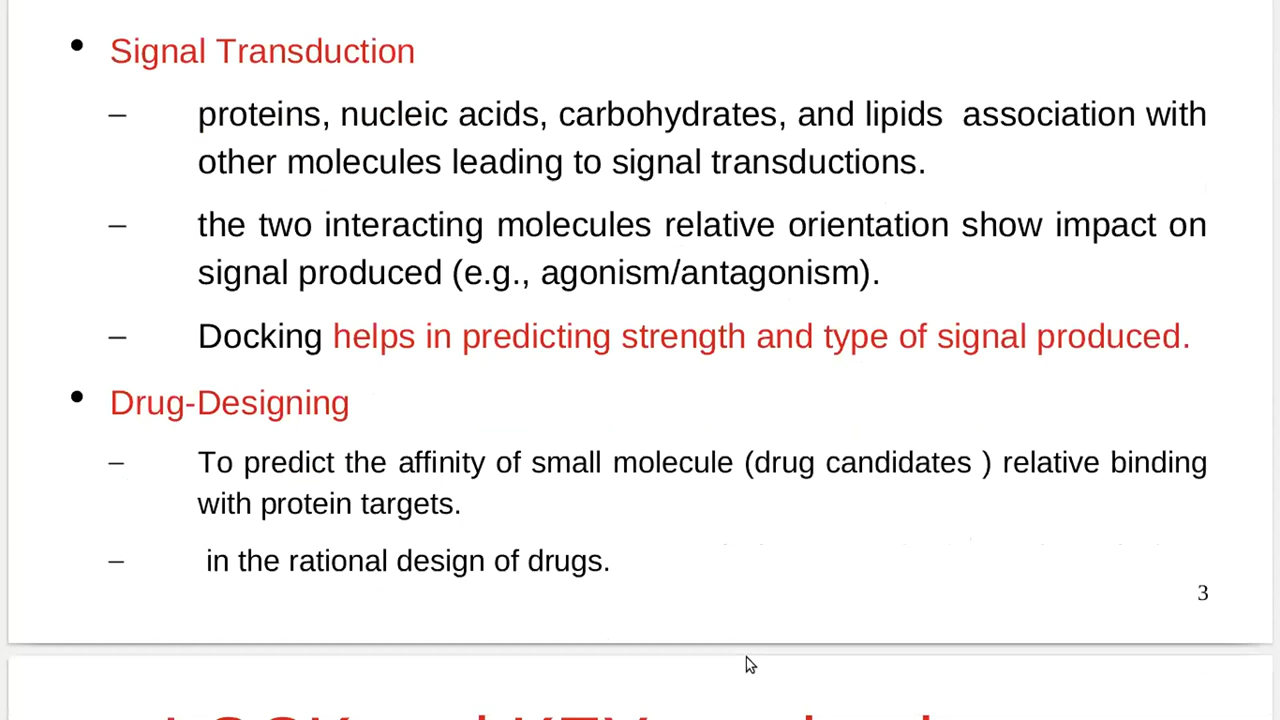 • Signal Transduction
– proteins, nucleic acids, carbohydrates, and lipids association with
other molecules leading to signal transductions.
– the two interacting molecules relative orientation show impact on
signal produced (e.g., agonism/antagonism).
– Docking helps in predicting strength and type of signal produced.
• Drug-Designing
– To predict the affinity of small molecule (drug candidates ) relative binding
with protein targets.
– in the rational design of drugs.
3
LOCK and KEY